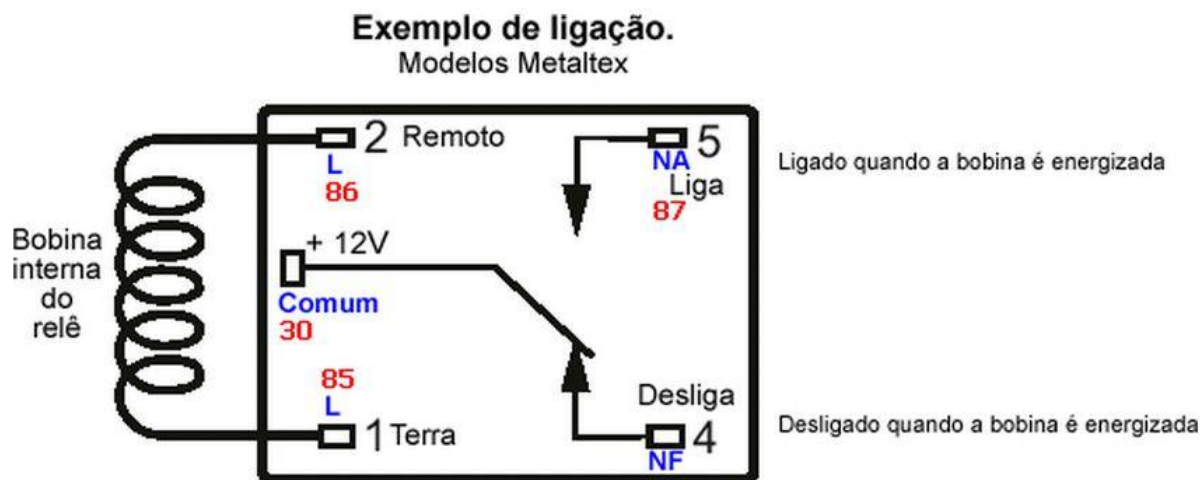 Exemplo de ligação.
Modelos Metaltex
2 Remoto
L
86
5
NA
Liga
87
Ligado quando a bobina é energizada
Bobina
interna
do
relê
+ 12V
Comum
30
85
L
1 Terra
Desliga
4
NF
Desligado quando a bobina é energizada